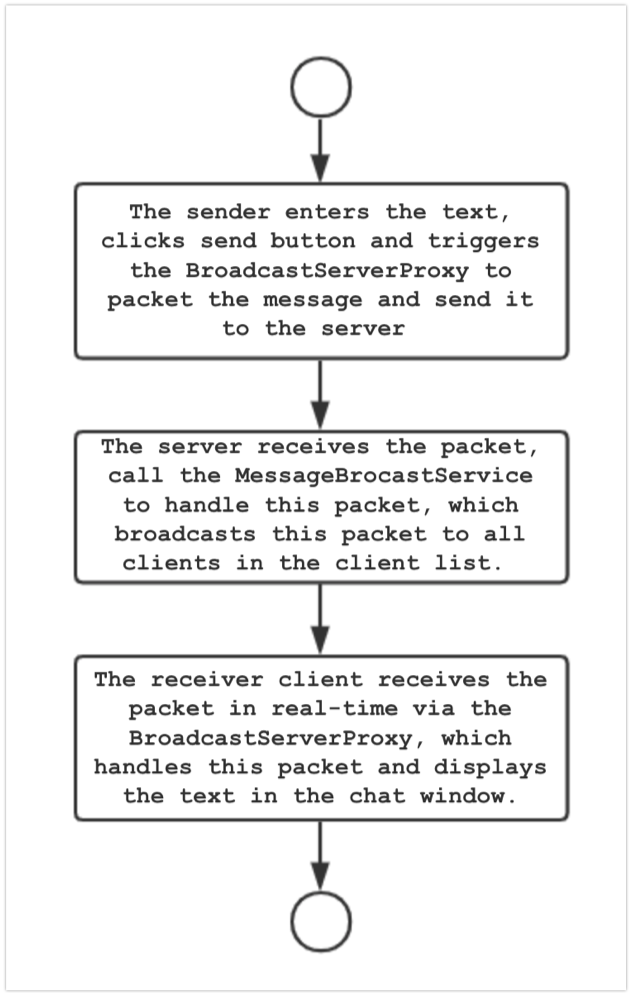 The sender enters the text,
clicks send button and triggers
the BroadcastServerProxy to
packet the message and send it
to the server
The server receives the packet,
call the MessageBrocastService
to handle this packet, which
broadcasts this packet to all
clients in the client list.
The receiver client receives the
packet in real-time via the
BroadcastServerProxy, which
handles this packet and displays
the text in the chat window.